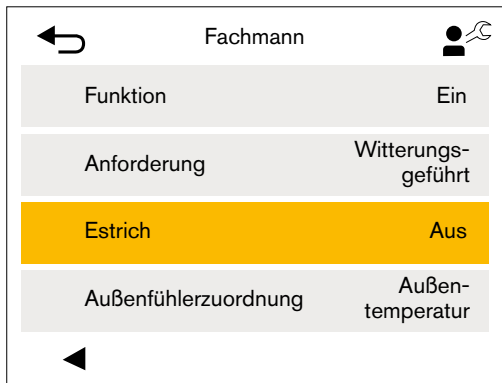 Fachmann
Funktion Ein
Anforderung Witterungs-
geführt
Estrich Aus
Außenfühlerzuordnung Außen-
temperatur